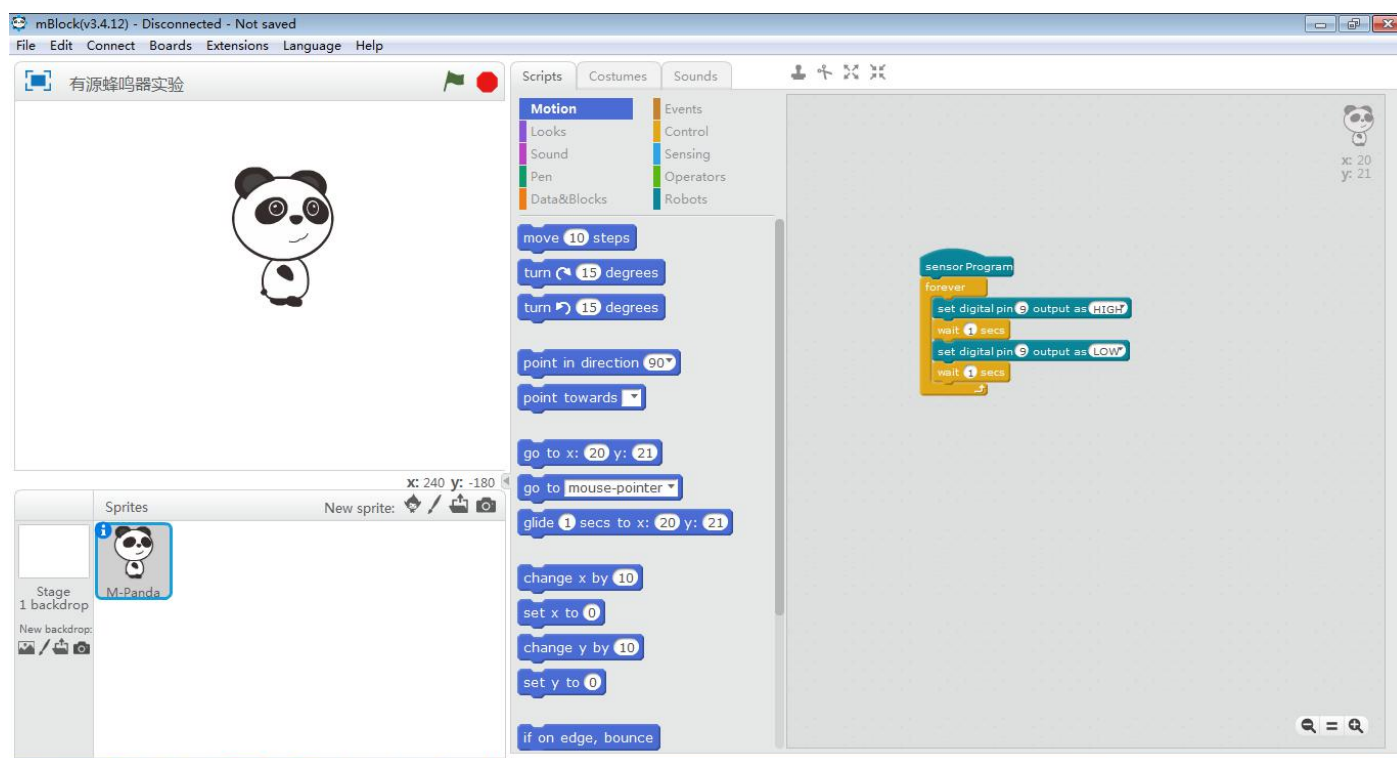 mBlock(v3.4.12) - Disconnected - Not saved
File Edit Connect Boards Extensions Language Help
有源蜂鸣器实验
x: 240 y: -180
Sprites
New sprite:
M-Panda
Stage
1 backdrop
New backdrop:
Scripts Costumes Sounds
Motion Events
Looks Control
Sound Sensing
Pen Operators
Data&Blocks Robots
move 10 steps
turn 15 degrees
turn 15 degrees
point in direction 90
point towards
go to x: 20 y: 21
go to mouse-pointer
glide 1 secs to x: 20 y: 21
change x by 10
set x to 0
change y by 10
set y to 0
if on edge, bounce
x: 20
y: 21
sensor Program
forever
set digital pin 9 output as HIGH
wait 1 secs
set digital pin 9 output as LOW
wait 1 secs